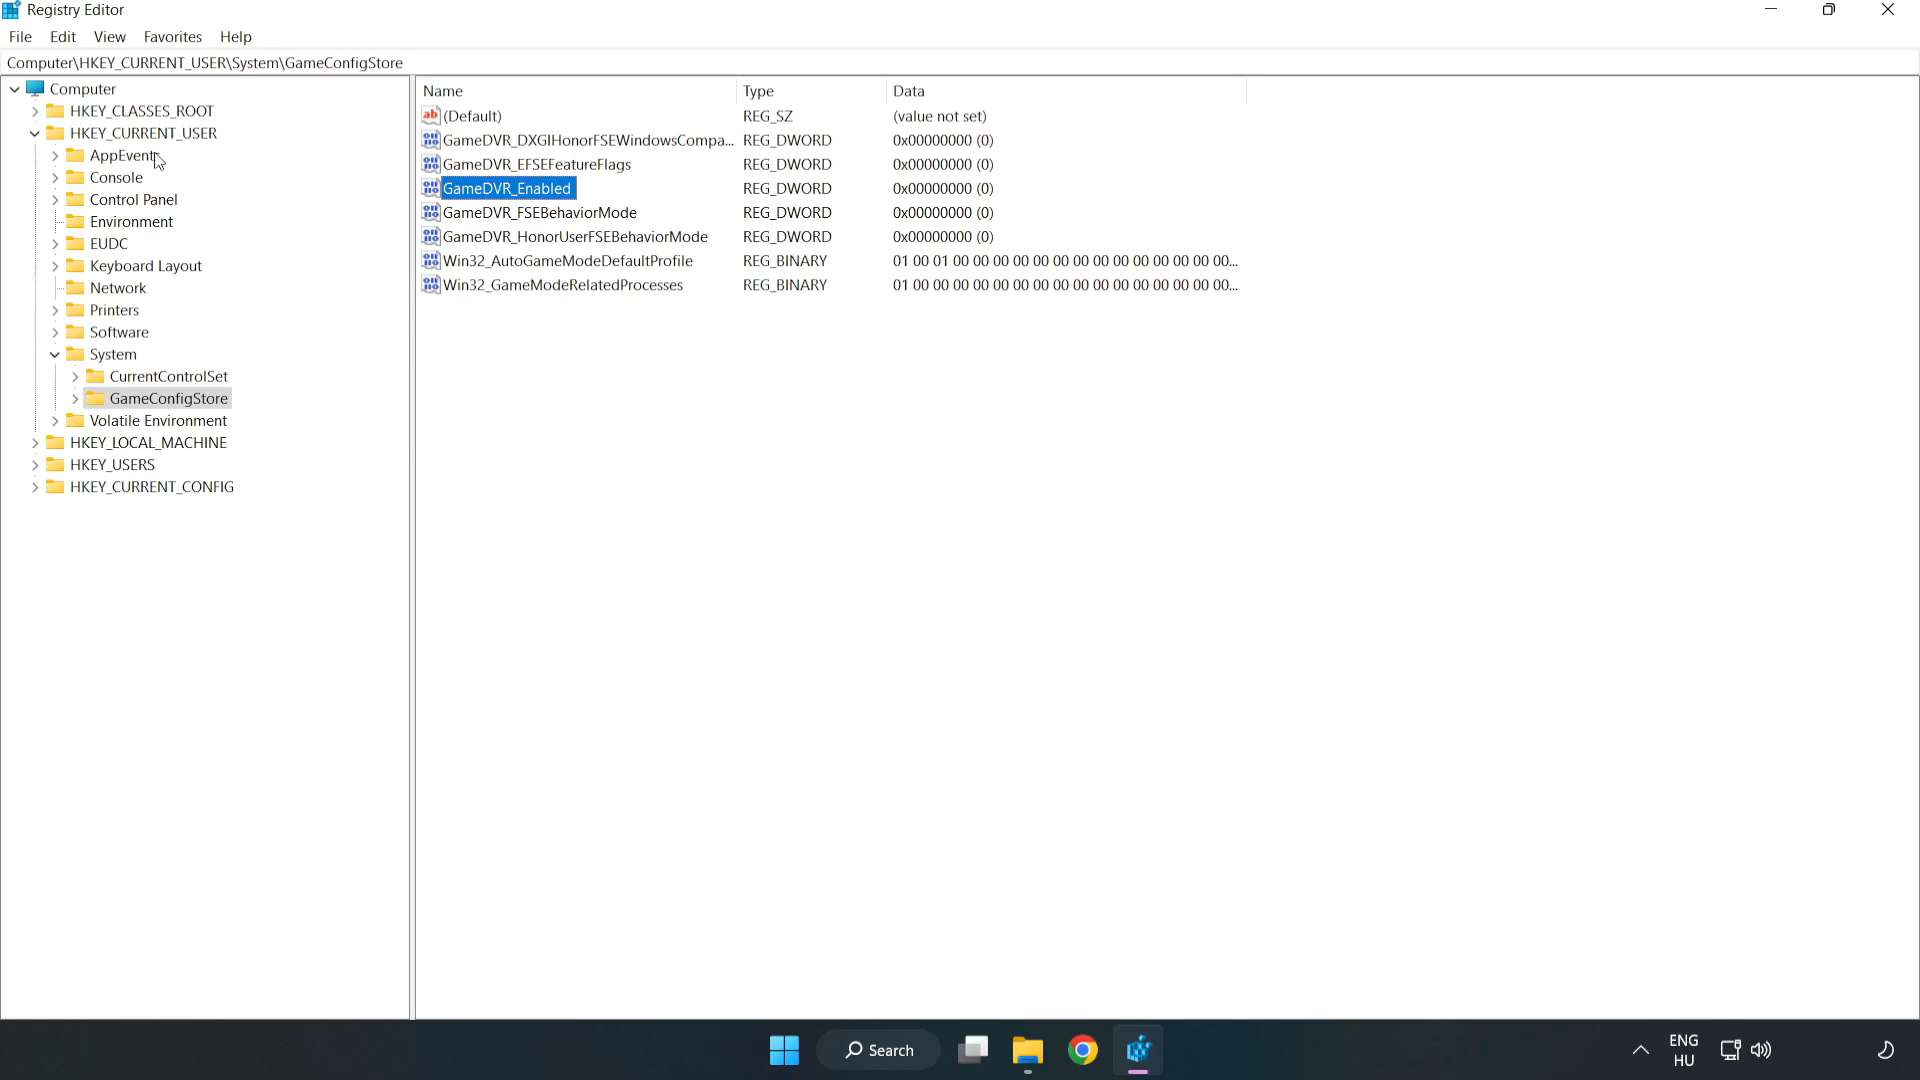 Registry Editor
File Edit View Favorites Help
Computer\HKEY_CURRENT_USER\System\GameConfigStore
Computer
HKEY_CLASSES_ROOT
HKEY_CURRENT_USER
AppEvents
Console
Control Panel
Environment
EUDC
Keyboard Layout
Network
Printers
Software
System
CurrentControlSet
GameConfigStore
Volatile Environment
HKEY_LOCAL_MACHINE
HKEY_USERS
HKEY_CURRENT_CONFIG
Name Type Data
(Default) REG_SZ (value not set)
GameDVR_DXGIHonorFSEWindowsCompa... REG_DWORD 0x00000000 (0)
GameDVR_EFSEFeatureFlags REG_DWORD 0x00000000 (0)
GameDVR_Enabled REG_DWORD 0x00000000 (0)
GameDVR_FSEBehaviorMode REG_DWORD 0x00000000 (0)
GameDVR_HonorUserFSEBehaviorMode REG_DWORD 0x00000000 (0)
Win32_AutoGameModeDefaultProfile REG_BINARY 01 00 01 00 00 00 00 00 00 00 00 00 00 00 00 00 00...
Win32_GameModeRelatedProcesses REG_BINARY 01 00 00 00 00 00 00 00 00 00 00 00 00 00 00 00 00...
Search
ENG
HU